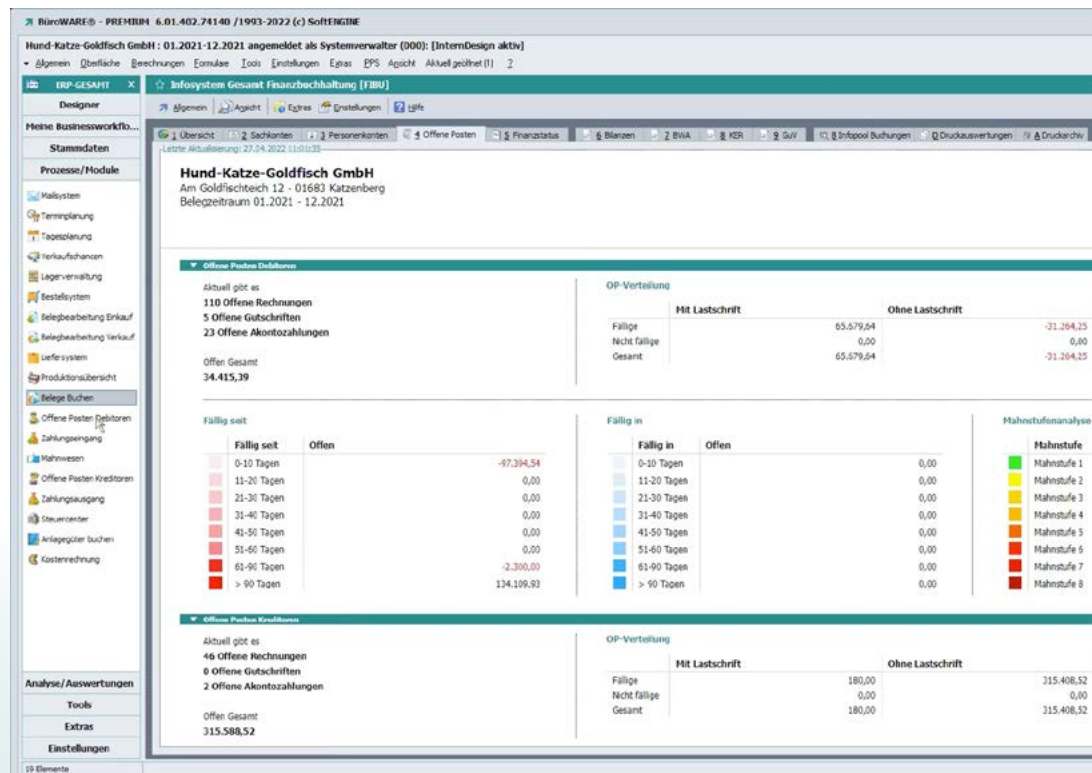 BüroWARE® - PREMIUM 6.01.402.74140 /1993-2022 (c) SoftENGINE
Hund-Katze-Goldfisch GmbH : 01.2021-12.2021 angemeldet als Systemverwalter (000): [InternDesign aktiv]
Algemein Oberfläche Berechnungen Formulae Tools Einstellungen Extras PPS Ansicht Aktuell geöffnet (1) ?
ERP-GESAMT X
Designer
Meine Businessworkflo...
Stammdaten
Prozesse/Module
Mailsystem
Terminplanung
Tagesplanung
Verkaufschancen
Lagerverwaltung
Bestellsystem
Belegbearbeitung Einkauf
Belegbearbeitung Verkauf
Liefersystem
Produktionsübersicht
Belege Buchen
Offene Posten Debitoren
Zahlungseingang
Mahnwesen
Offene Posten Kreditoren
Zahlungsausgang
Steuercenter
Anlagegüter buchen
Kostenrechnung
Analyse/Auswertungen
Tools
Extras
Einstellungen
19 Elemente
Infosystem Gesamt Finanzbuchhaltung [FIBU]
Algemein Ansicht Extras Einstellungen Hilfe
1 Übersicht 2 Sachkonten 3 Personenkonten 4 Offene Posten 5 Finanzstatus 6 Bilanzen 7 BWA 8 KER 9 GuV 0 Infopool Buchungen Q Druckauswertungen A Druckarchiv
Letzte Aktualisierung: 27.04.2022 11:01:35
Hund-Katze-Goldfisch GmbH
Am Goldfischteich 12 - 01683 Katzenberg
Belegzeitraum 01.2021 - 12.2021
Offene Posten Debitoren
Aktuell gibt es
110 Offene Rechnungen
5 Offene Gutschriften
23 Offene Akontozahlungen
Offen Gesamt
34.415,39
OP-Verteilung
Mit Lastschrift Ohne Lastschrift
Fällige 65.679,64 -31.264,25
Nicht fällige 0,00 0,00
Gesamt 65.679,64 -31.264,25
Fällig seit
Fällig seit Offen
0-10 Tagen -97.394,54
11-20 Tagen 0,00
21-30 Tagen 0,00
31-40 Tagen 0,00
41-50 Tagen 0,00
51-60 Tagen 0,00
61-90 Tagen -2.300,00
> 90 Tagen 134.109,93
Fällig in
Fällig in Offen
0-10 Tagen 0,00
11-20 Tagen 0,00
21-30 Tagen 0,00
31-40 Tagen 0,00
41-50 Tagen 0,00
51-60 Tagen 0,00
61-90 Tagen 0,00
> 90 Tagen 0,00
Mahnstufenanalyse
Mahnstufe
Mahnstufe 1
Mahnstufe 2
Mahnstufe 3
Mahnstufe 4
Mahnstufe 5
Mahnstufe 6
Mahnstufe 7
Mahnstufe 8
Offene Posten Kreditoren
Aktuell gibt es
46 Offene Rechnungen
0 Offene Gutschriften
2 Offene Akontozahlungen
Offen Gesamt
315.588,52
OP-Verteilung
Mit Lastschrift Ohne Lastschrift
Fällige 180,00 315.408,52
Nicht fällige 0,00 0,00
Gesamt 180,00 315.408,52